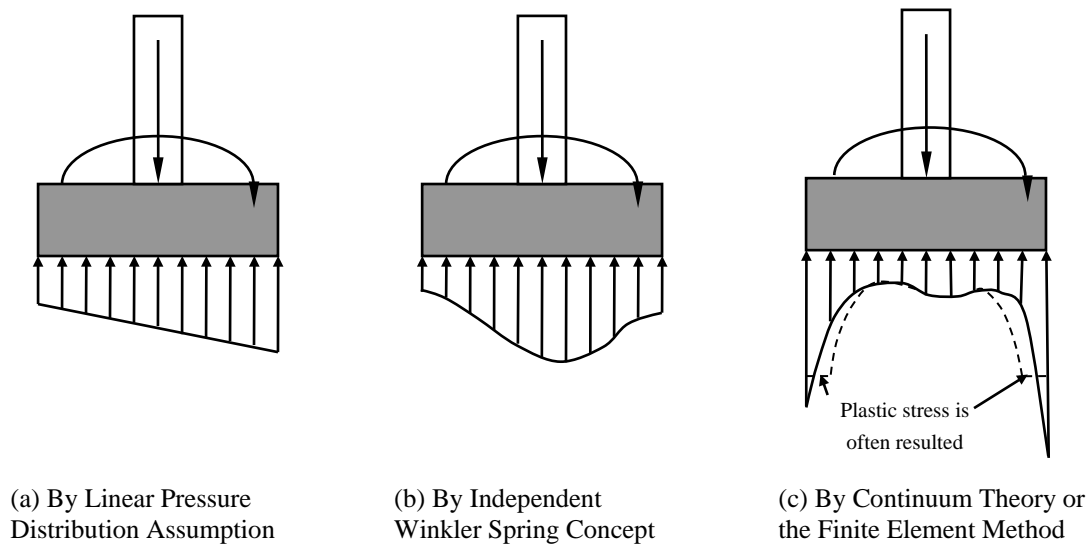 Plastic stress is
often resulted
(a) By Linear Pressure
Distribution Assumption
(b) By Independent
Winkler Spring Concept
(c) By Continuum Theory or
the Finite Element Method